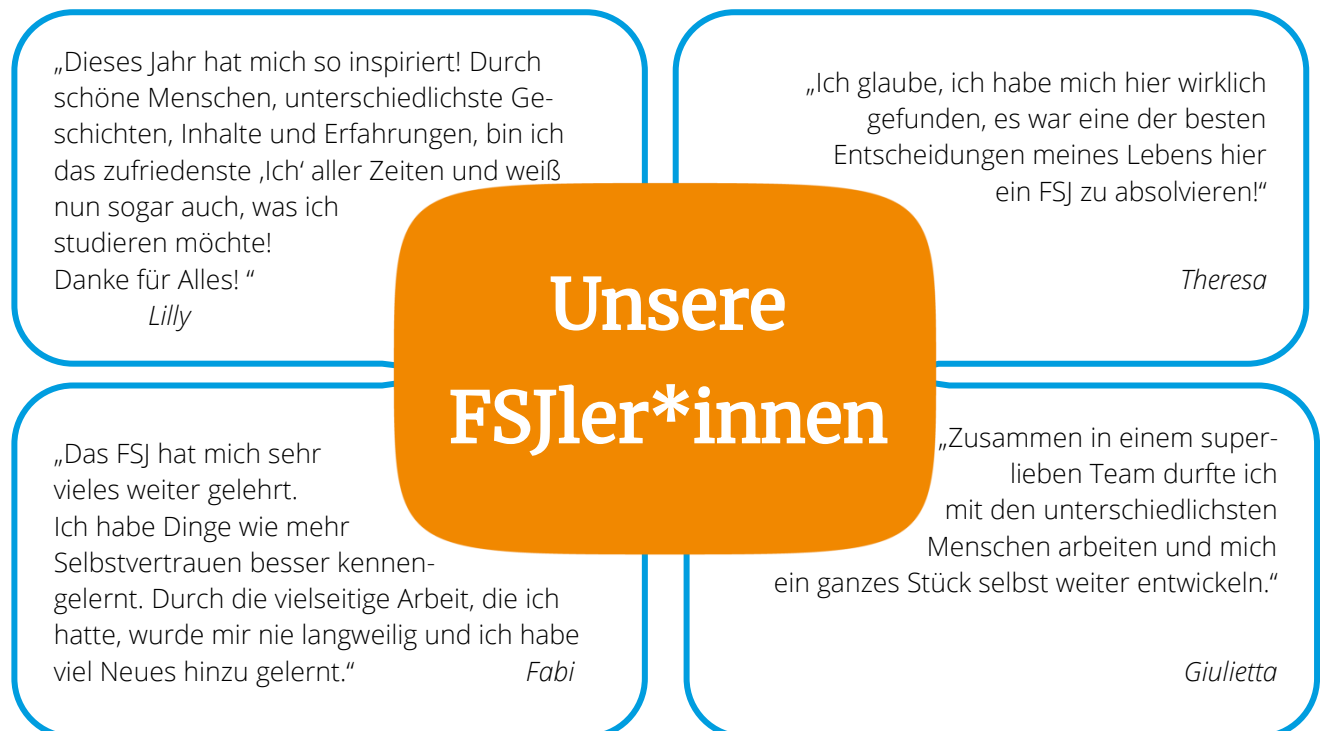 „Dieses Jahr hat mich so inspiriert! Durch
schöne Menschen, unterschiedlichste Ge-
schichten, Inhalte und Erfahrungen, bin ich
das zufriedenste ‚Ich‘ aller Zeiten und weiß
nun sogar auch, was ich
studieren möchte!
Danke für Alles! “
Lilly
„Ich glaube, ich habe mich hier wirklich
gefunden, es war eine der besten
Entscheidungen meines Lebens hier
ein FSJ zu absolvieren!“
Theresa
Unsere
FSJler*innen
„Das FSJ hat mich sehr
vieles weiter gelehrt.
Ich habe Dinge wie mehr
Selbstvertrauen besser kennen-
gelernt. Durch die vielseitige Arbeit, die ich
hatte, wurde mir nie langweilig und ich habe
viel Neues hinzu gelernt.“ Fabi
„Zusammen in einem super-
lieben Team durfte ich
mit den unterschiedlichsten
Menschen arbeiten und mich
ein ganzes Stück selbst weiter entwickeln.“
Giulietta